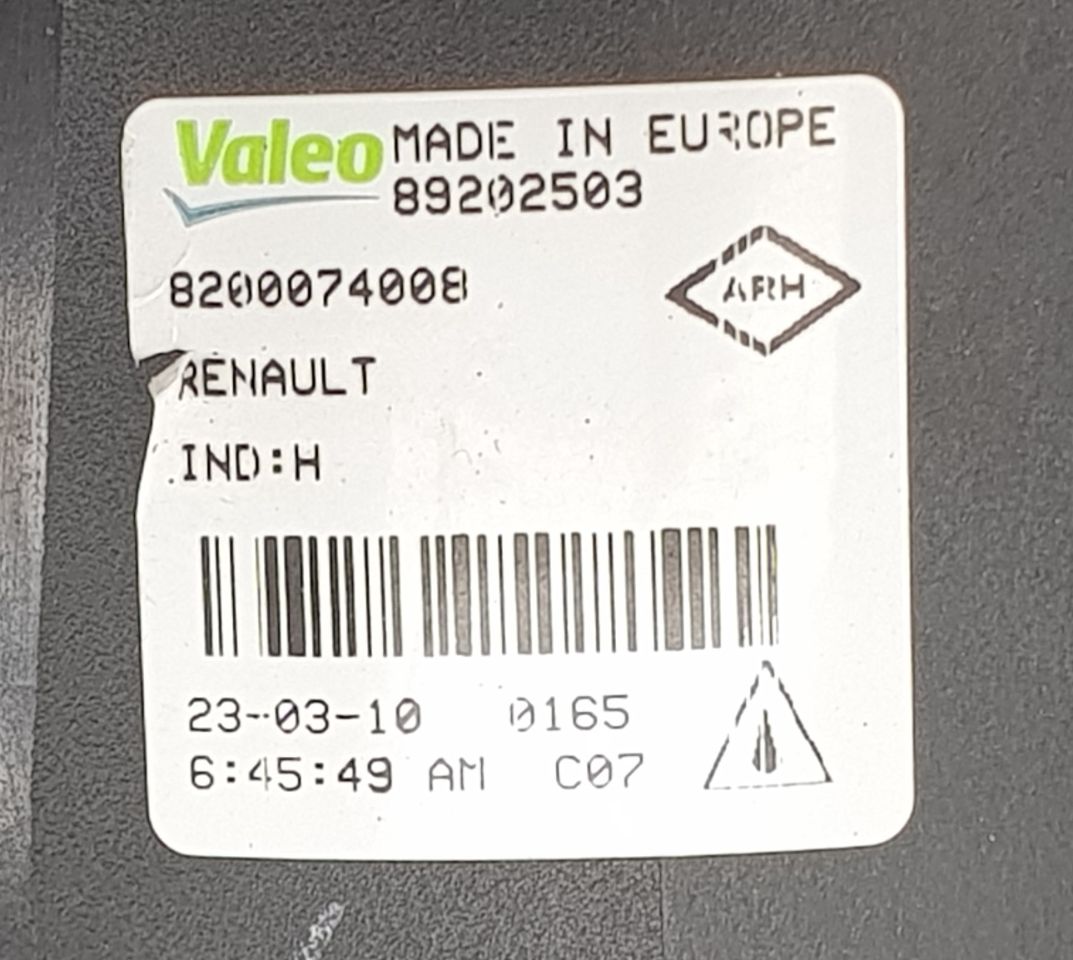 Valeo MADE IN EUROPE
89202503
8200074008
ARH
RENAULT
IND:H
23-03-10 0165
6:45:49 AM C07